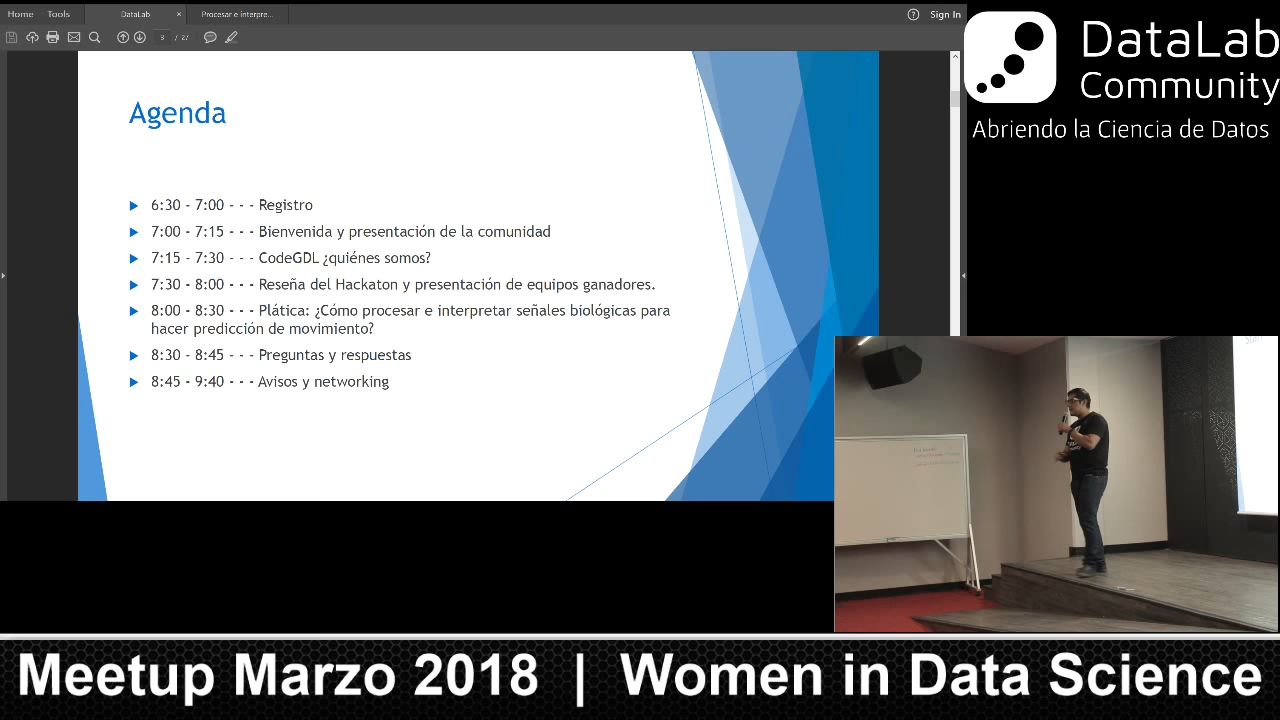 Home Tools DataLab × Procesar e interpre... ? Sign In
3 / 27
DataLab
Community
Abriendo la Ciencia de Datos
Agenda
6:30 - 7:00 - - - Registro
7:00 - 7:15 - - - Bienvenida y presentación de la comunidad
7:15 - 7:30 - - - CodeGDL ¿quiénes somos?
7:30 - 8:00 - - - Reseña del Hackaton y presentación de equipos ganadores.
8:00 - 8:30 - - - Plática: ¿Cómo procesar e interpretar señales biológicas para
hacer predicción de movimiento?
8:30 - 8:45 - - - Preguntas y respuestas
8:45 - 9:40 - - - Avisos y networking
Meetup Marzo 2018 | Women in Data Science